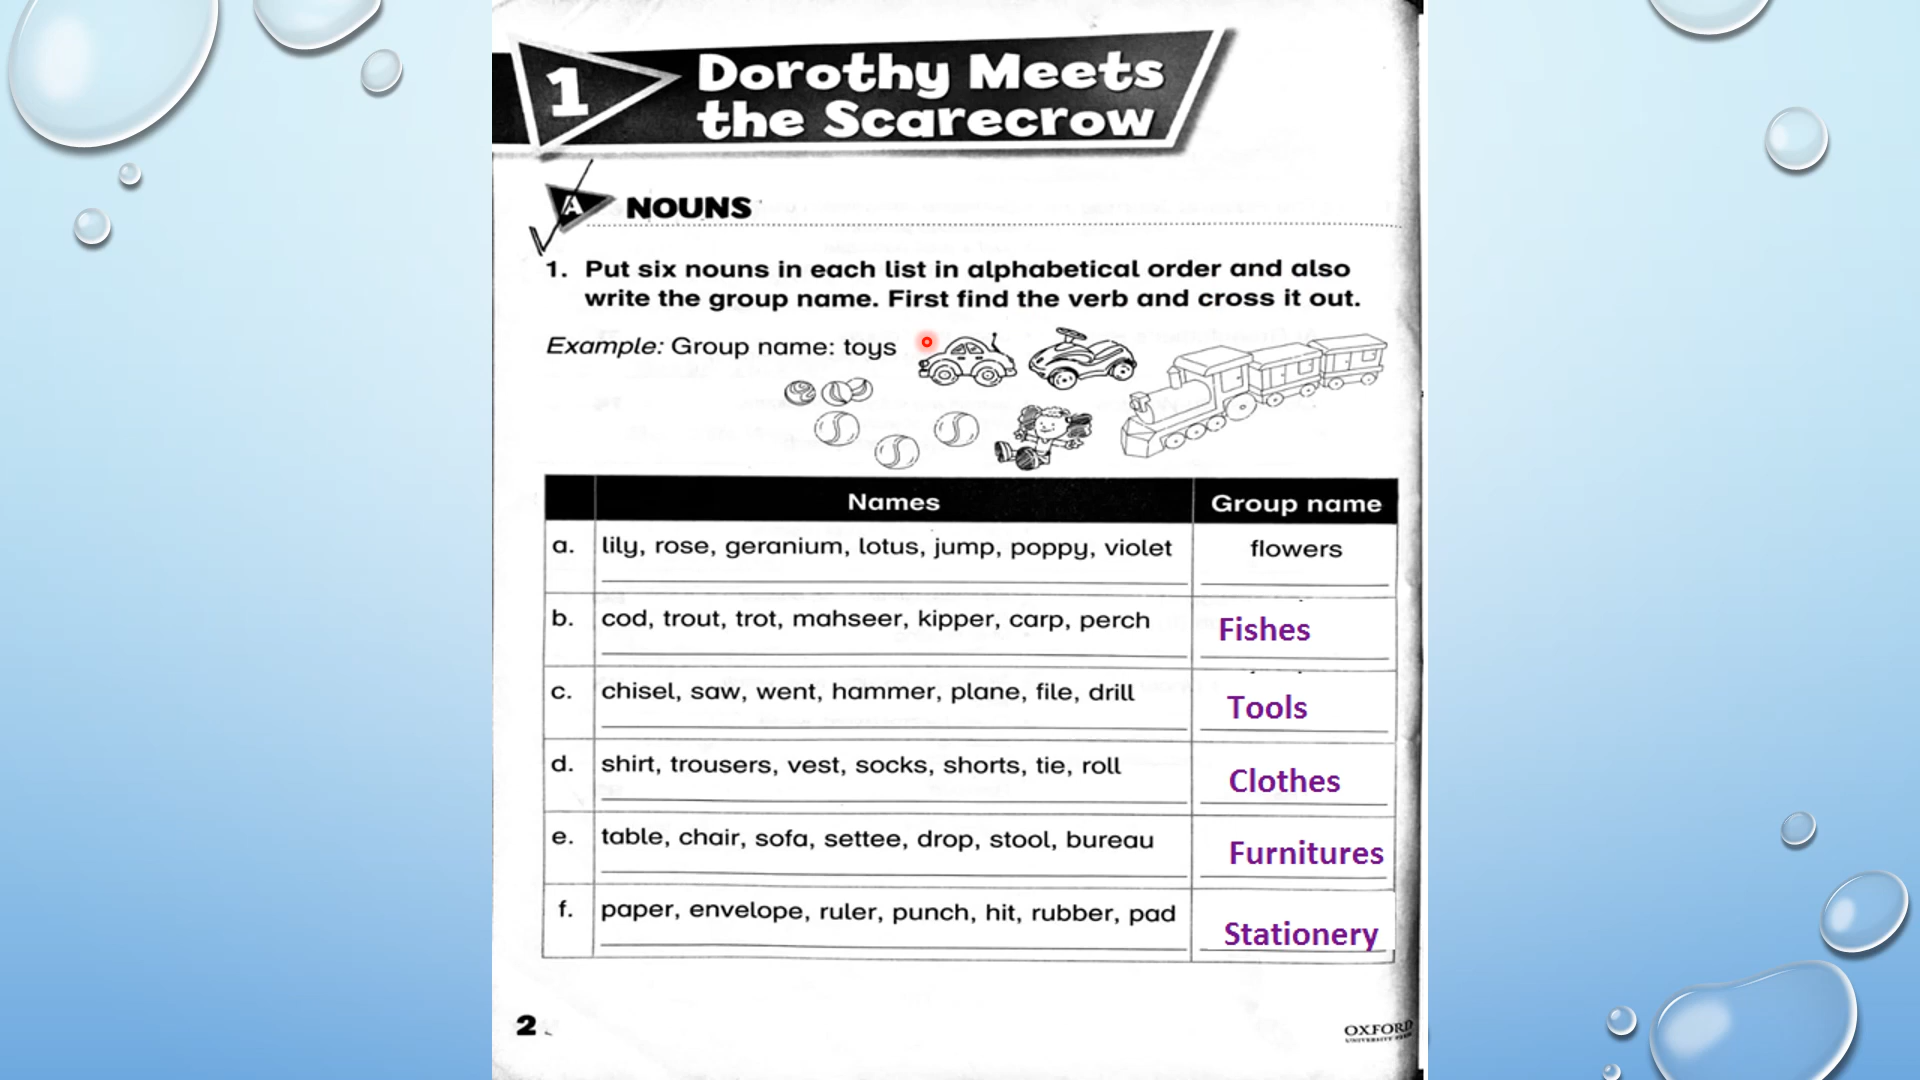 1
Dorothy Meets
the Scarecrow
A NOUNS
1. Put six nouns in each list in alphabetical order and also
write the group name. First find the verb and cross it out.
Example: Group name: toys
Names Group name
a. lily, rose, geranium, lotus, jump, poppy, violet flowers
b. cod, trout, trot, mahseer, kipper, carp, perch Fishes
c. chisel, saw, went, hammer, plane, file, drill Tools
d. shirt, trousers, vest, socks, shorts, tie, roll Clothes
e. table, chair, sofa, settee, drop, stool, bureau Furnitures
f. paper, envelope, ruler, punch, hit, rubber, pad Stationery
2
OXFORD